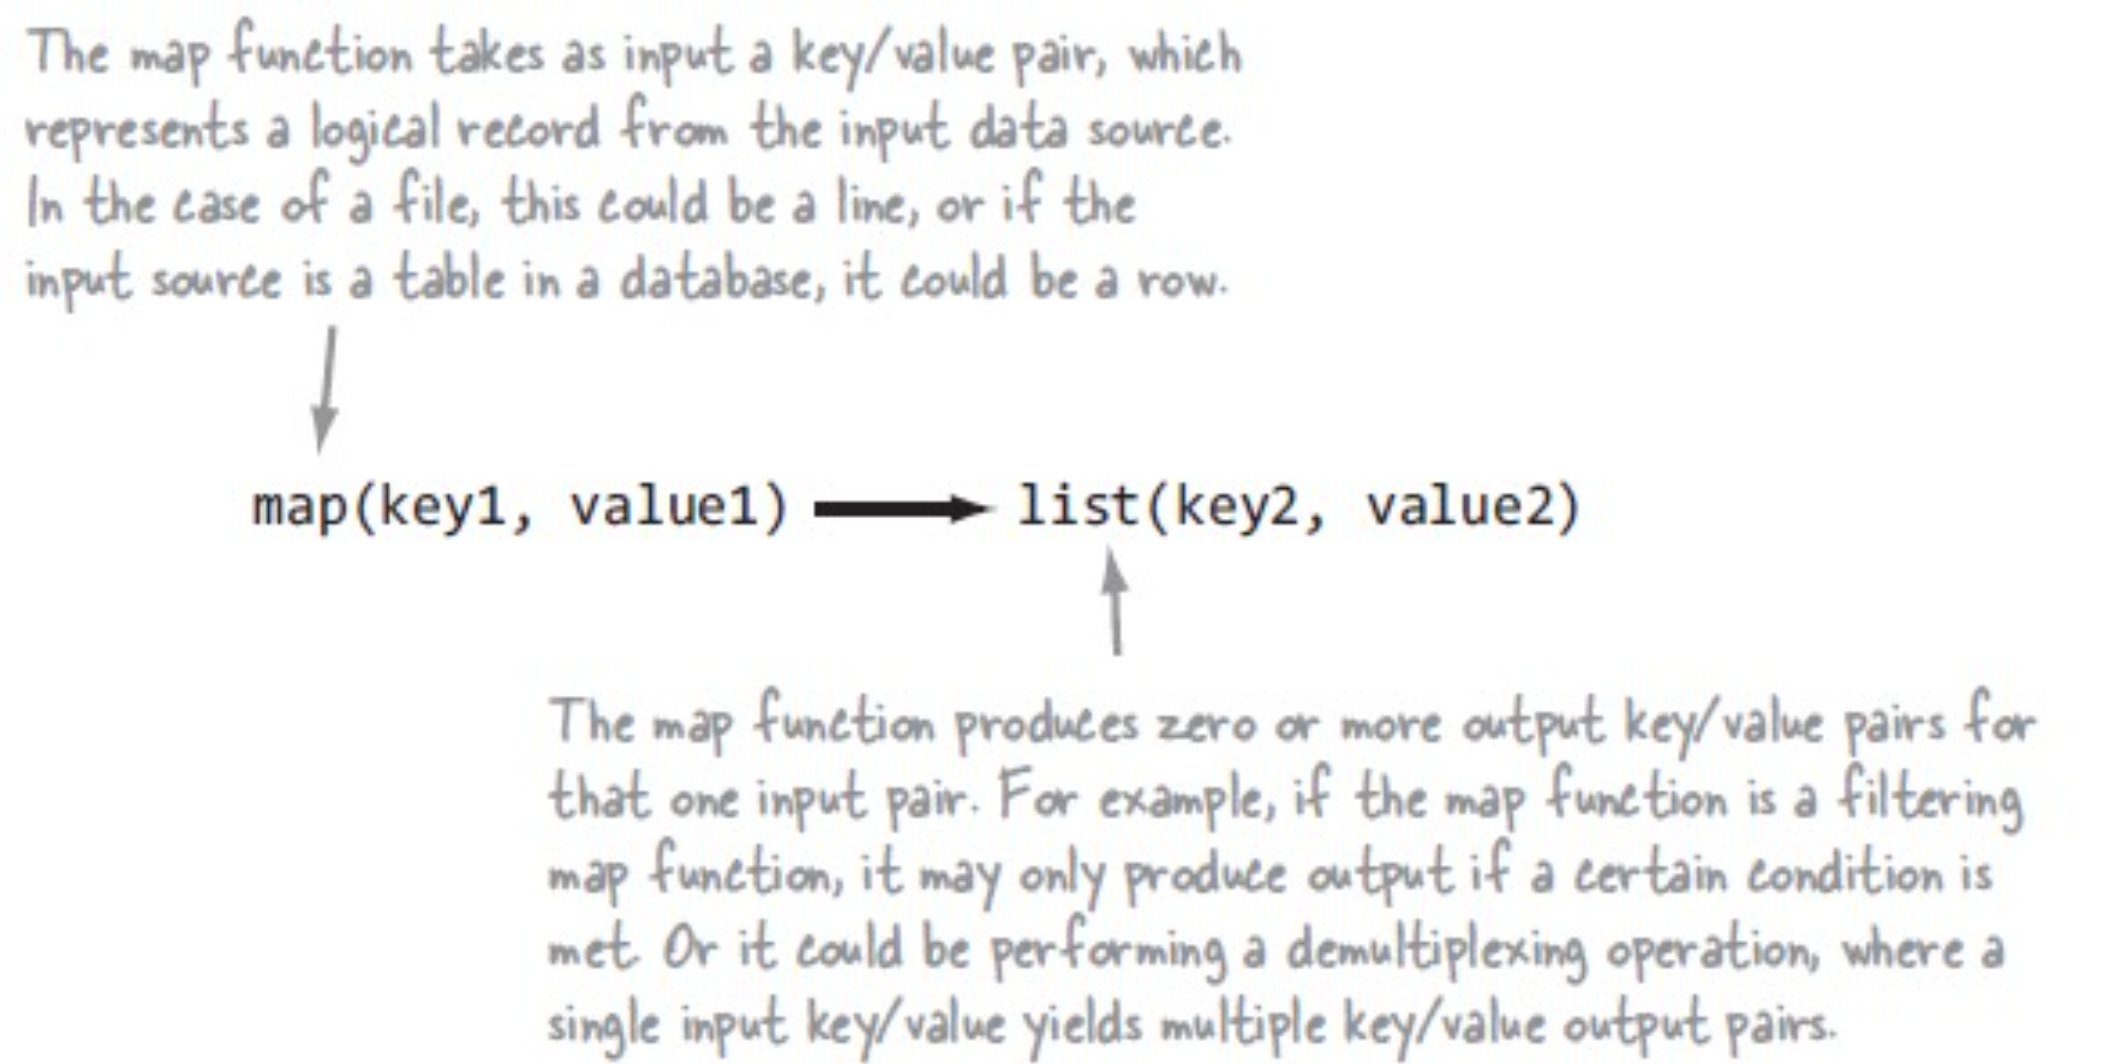 The map function takes as input a key/value pair, which
represents a logical record from the input data source.
In the case of a file, this could be a line, or if the
input source is a table in a database, it could be a row.
map(key1, value1) list(key2, value2)
The map function produces zero or more output key/value pairs for
that one input pair. For example, if the map function is a filtering
map function, it may only produce output if a certain condition is
met. Or it could be performing a demultiplexing operation, where a
single input key/value yields multiple key/value output pairs.